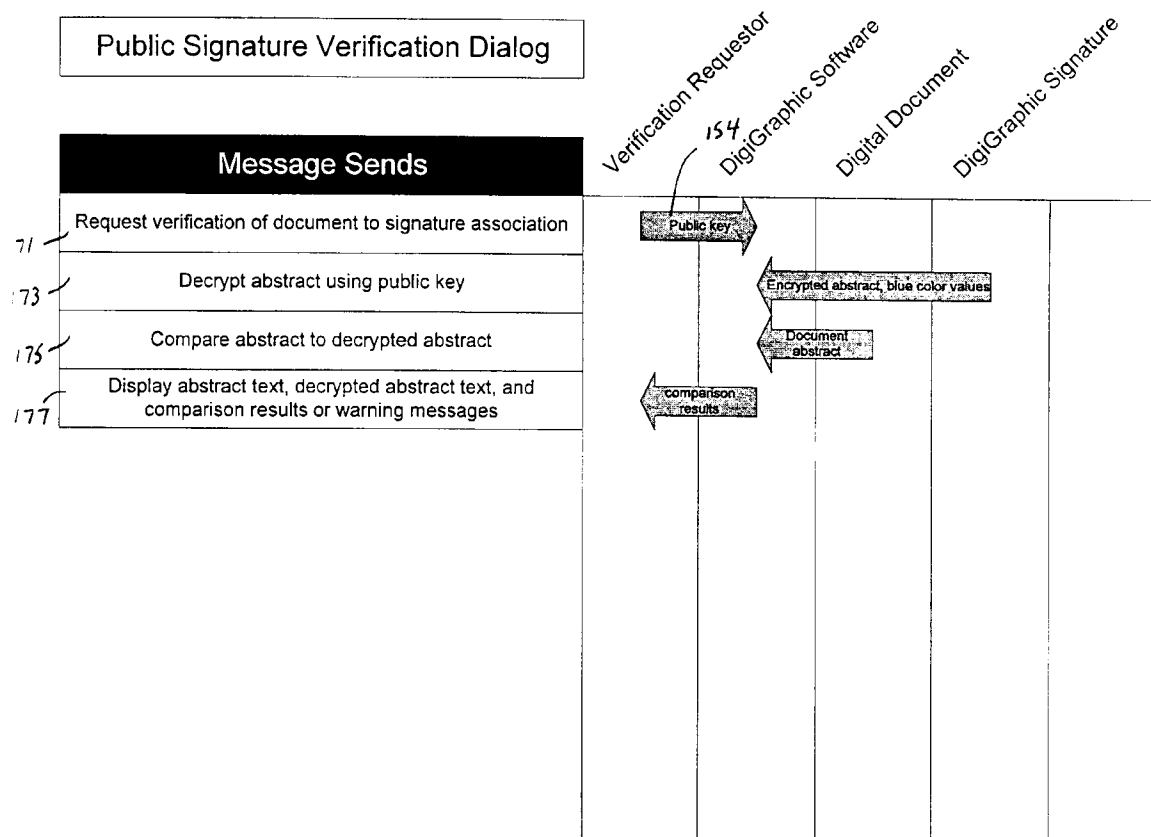 Public Signature Verification Dialog
Verification Requestor
DigiGraphic Software
Digital Document
DigiGraphic Signature
154
Message Sends
71
Request verification of document to signature association
Public key
173
Decrypt abstract using public key
Encrypted abstract, blue color values
175
Compare abstract to decrypted abstract
Document
abstract
177
Display abstract text, decrypted abstract text, and
comparison results or warning messages
comparison
results